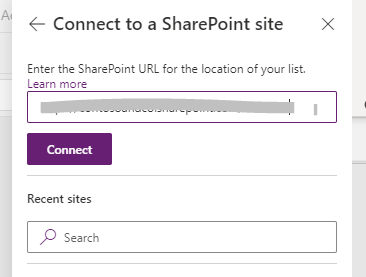 Connect to a SharePoint site
Enter the SharePoint URL for the location of your list.
Learn more
Connect
Recent sites
Search